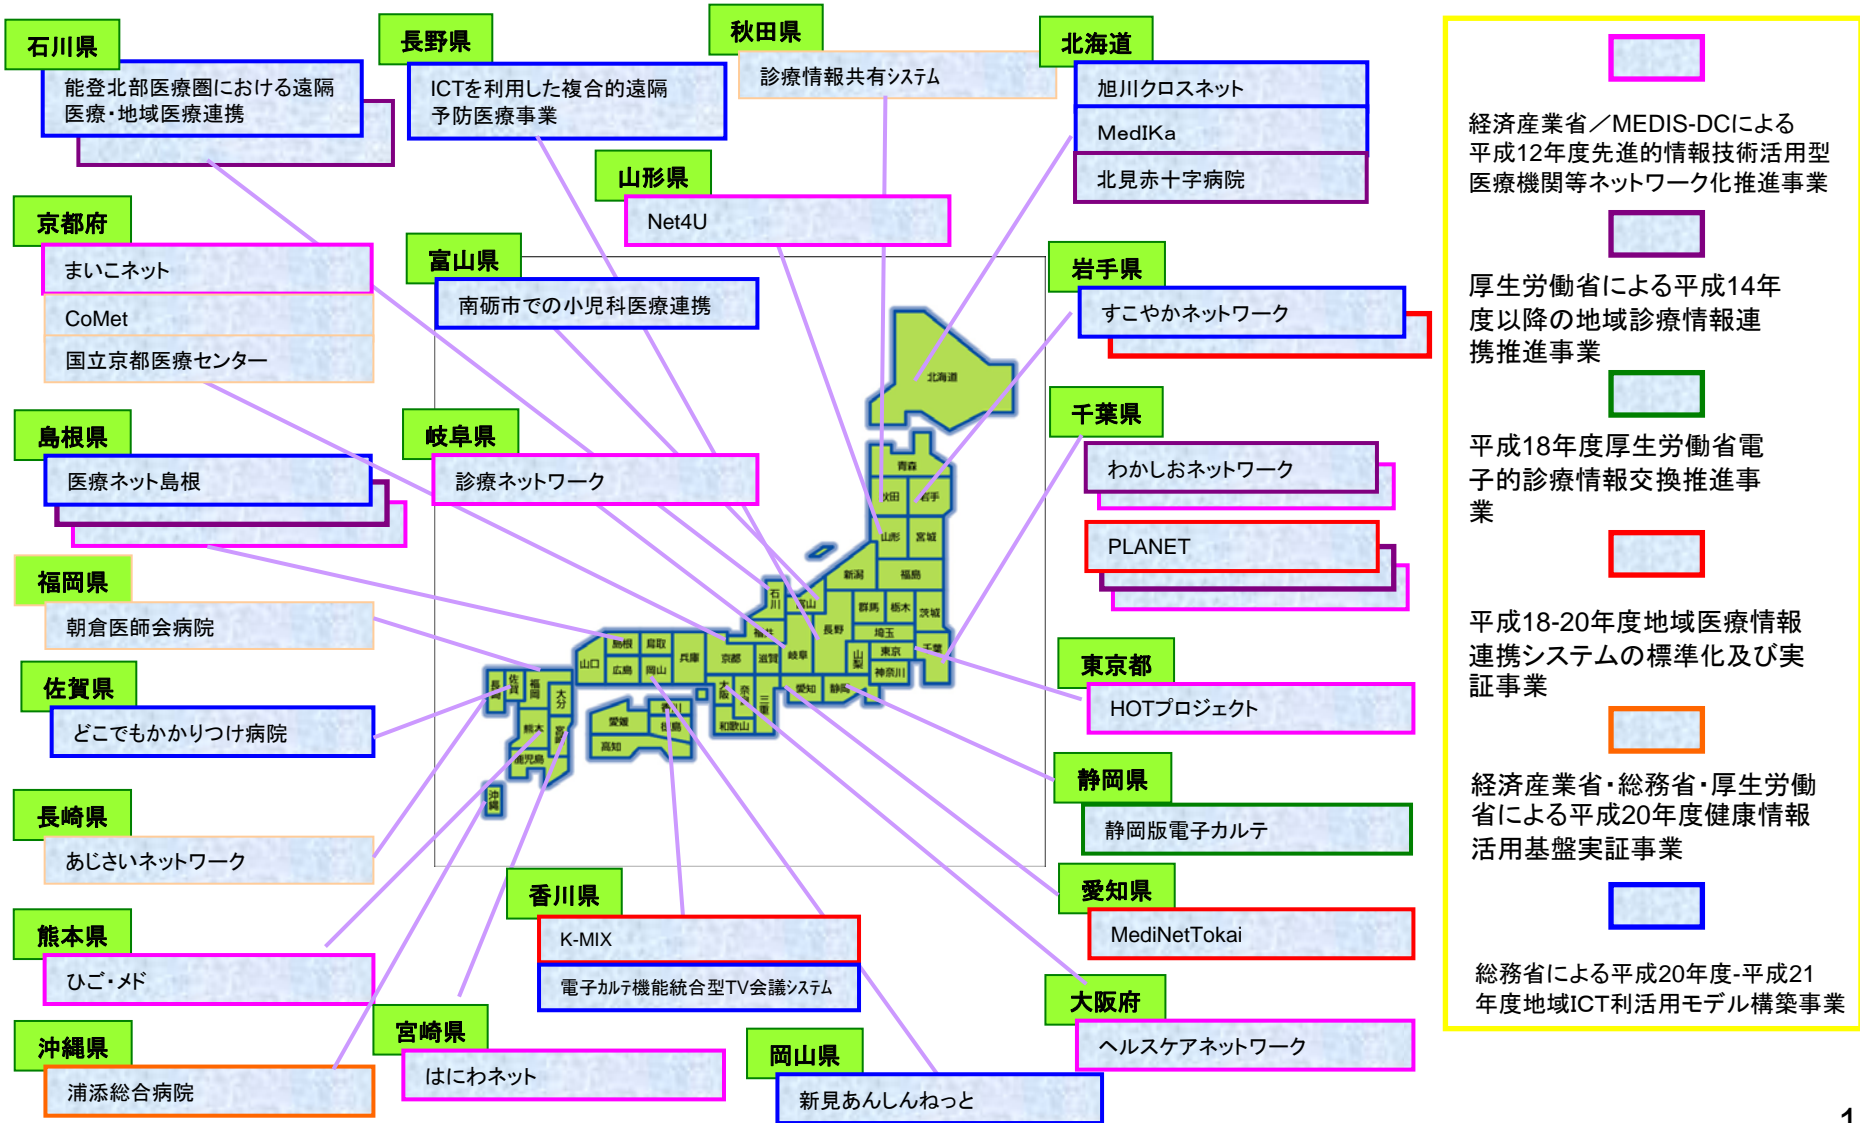 石川県
能登北部医療圏における遠隔
医療・地域医療連携
長野県
ICTを利用した複合的遠隔
予防医療事業
秋田県
診療情報共有システム
北海道
旭川クロスネット
MedIKa
北見赤十字病院
山形県
Net4U
京都府
まいこネット
CoMet
国立京都医療センター
富山県
南砺市での小児科医療連携
岩手県
すこやかネットワーク
島根県
医療ネット島根
岐阜県
診療ネットワーク
千葉県
わかしおネットワーク
PLANET
福岡県
朝倉医師会病院
佐賀県
どこでもかかりつけ病院
東京都
HOTプロジェクト
長崎県
あじさいネットワーク
静岡県
静岡版電子カルテ
香川県
K-MIX
電子カルテ機能統合型TV会議システム
愛知県
MediNetTokai
熊本県
ひご・メド
宮崎県
はにわネット
大阪府
ヘルスケアネットワーク
沖縄県
浦添総合病院
岡山県
新見あんしんねっと
北海道
青森
秋田
岩手
山形
宮城
新潟
福島
石川
富山
群馬
栃木
茨城
福井
長野
埼玉
千葉
島根
鳥取
兵庫
京都
滋賀
岐阜
山梨
東京
神奈川
山口
広島
岡山
大阪
奈良
三重
愛知
静岡
和歌山
長崎
佐賀
福岡
大分
熊本
宮崎
鹿児島
沖縄
愛媛
香川
徳島
高知
経済産業省／MEDIS-DCによる
平成12年度先進的情報技術活用型
医療機関等ネットワーク化推進事業
厚生労働省による平成14年
度以降の地域診療情報連
携推進事業
平成18年度厚生労働省電
子的診療情報交換推進事
業
平成18-20年度地域医療情報
連携システムの標準化及び実
証事業
経済産業省・総務省・厚生労働
省による平成20年度健康情報
活用基盤実証事業
総務省による平成20年度-平成21
年度地域ICT利活用モデル構築事業
1